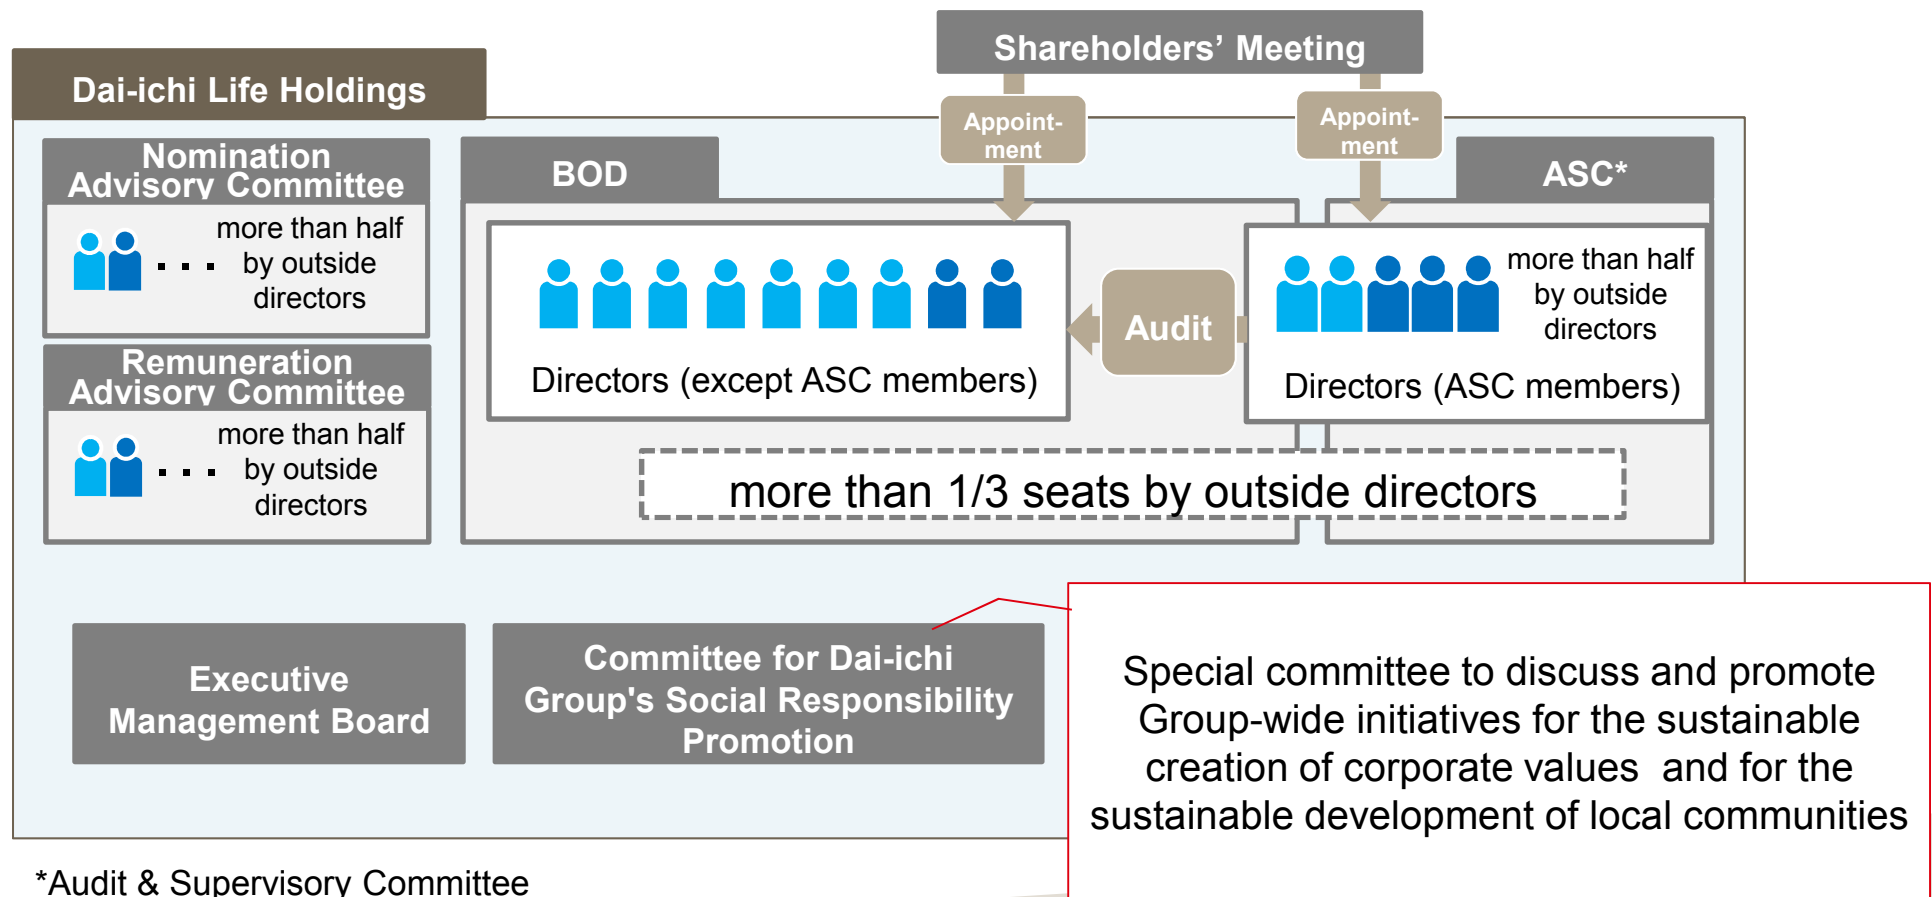 Shareholders’ Meeting
Dai-ichi Life Holdings
Appoint-
ment
Appoint-
ment
Nomination
Advisory Committee
more than half
by outside
directors
Remuneration
Advisory Committee
more than half
by outside
directors
BOD
Directors (except ASC members)
Audit
ASC*
more than half
by outside
directors
Directors (ASC members)
more than 1/3 seats by outside directors
Executive
Management Board
Committee for Dai-ichi
Group's Social Responsibility
Promotion
Special committee to discuss and promote
Group-wide initiatives for the sustainable
creation of corporate values and for the
sustainable development of local communities
*Audit & Supervisory Committee